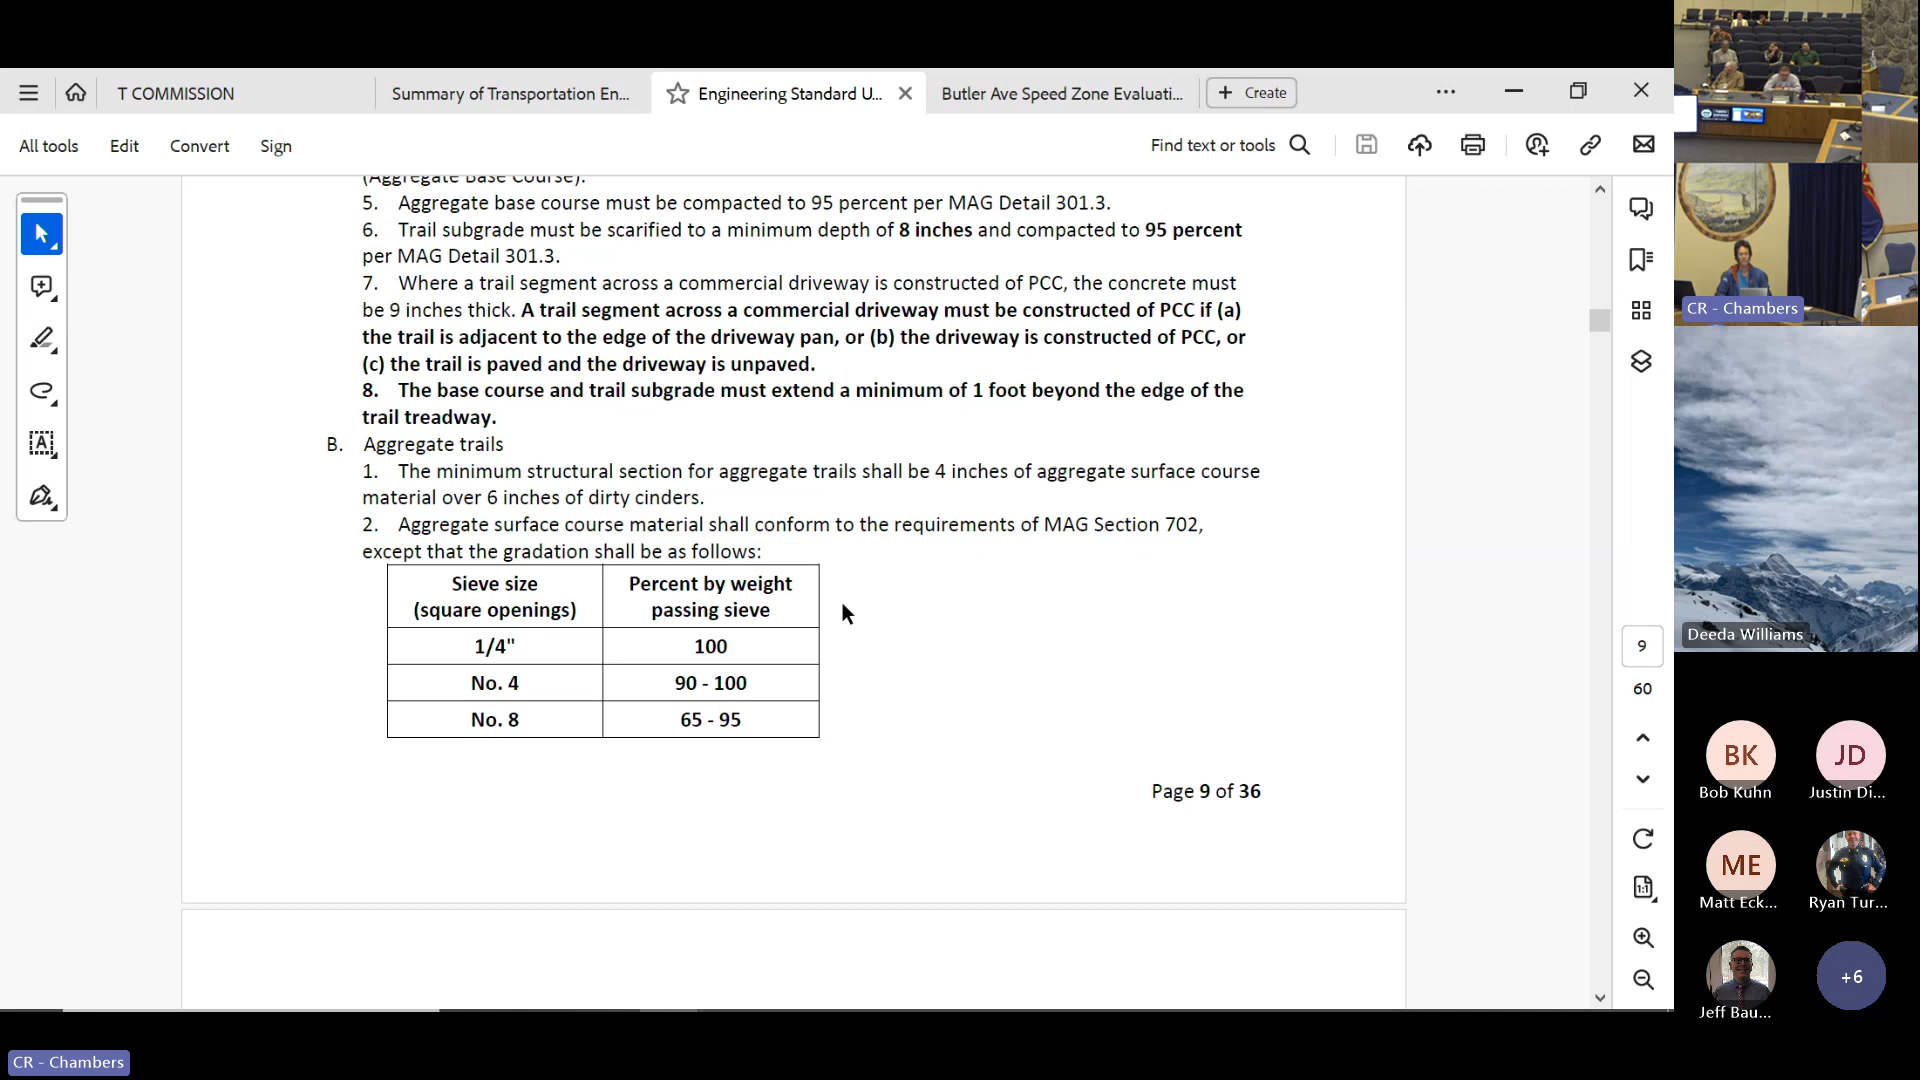 T COMMISSION
Summary of Transportation En...
Engineering Standard U...
Butler Ave Speed Zone Evaluati...
Create
All tools
Edit
Convert
Sign
Find text or tools
(Aggregate Base Course).
5. Aggregate base course must be compacted to 95 percent per MAG Detail 301.3.
6. Trail subgrade must be scarified to a minimum depth of 8 inches and compacted to 95 percent
per MAG Detail 301.3.
7. Where a trail segment across a commercial driveway is constructed of PCC, the concrete must
be 9 inches thick. A trail segment across a commercial driveway must be constructed of PCC if (a)
the trail is adjacent to the edge of the driveway pan, or (b) the driveway is constructed of PCC, or
(c) the trail is paved and the driveway is unpaved.
8. The base course and trail subgrade must extend a minimum of 1 foot beyond the edge of the
trail treadway.
B. Aggregate trails
1. The minimum structural section for aggregate trails shall be 4 inches of aggregate surface course
material over 6 inches of dirty cinders.
2. Aggregate surface course material shall conform to the requirements of MAG Section 702,
except that the gradation shall be as follows:
Sieve size
(square openings)
Percent by weight
passing sieve
1/4" 100
No. 4 90 - 100
No. 8 65 - 95
Page 9 of 36
9
60
1:1
CR - Chambers
Deeda Williams
BK
Bob Kuhn
JD
Justin Di...
ME
Matt Eck...
Ryan Tur...
Jeff Bau...
+6
CR - Chambers